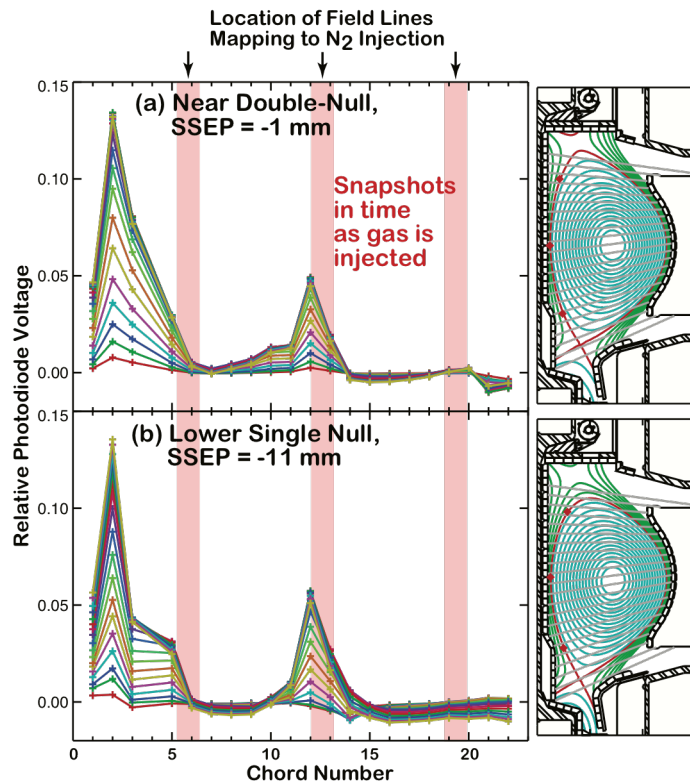 Location of Field Lines
Mapping to N₂ Injection
0.15
(a) Near Double-Null,
SSEP = -1 mm
0.10
Snapshots
in time
as gas is
injected
0.05
0.00
Relative Photodiode Voltage
0.15
(b) Lower Single Null,
SSEP = -11 mm
0.10
0.05
0.00
0 5 10 15 20
Chord Number